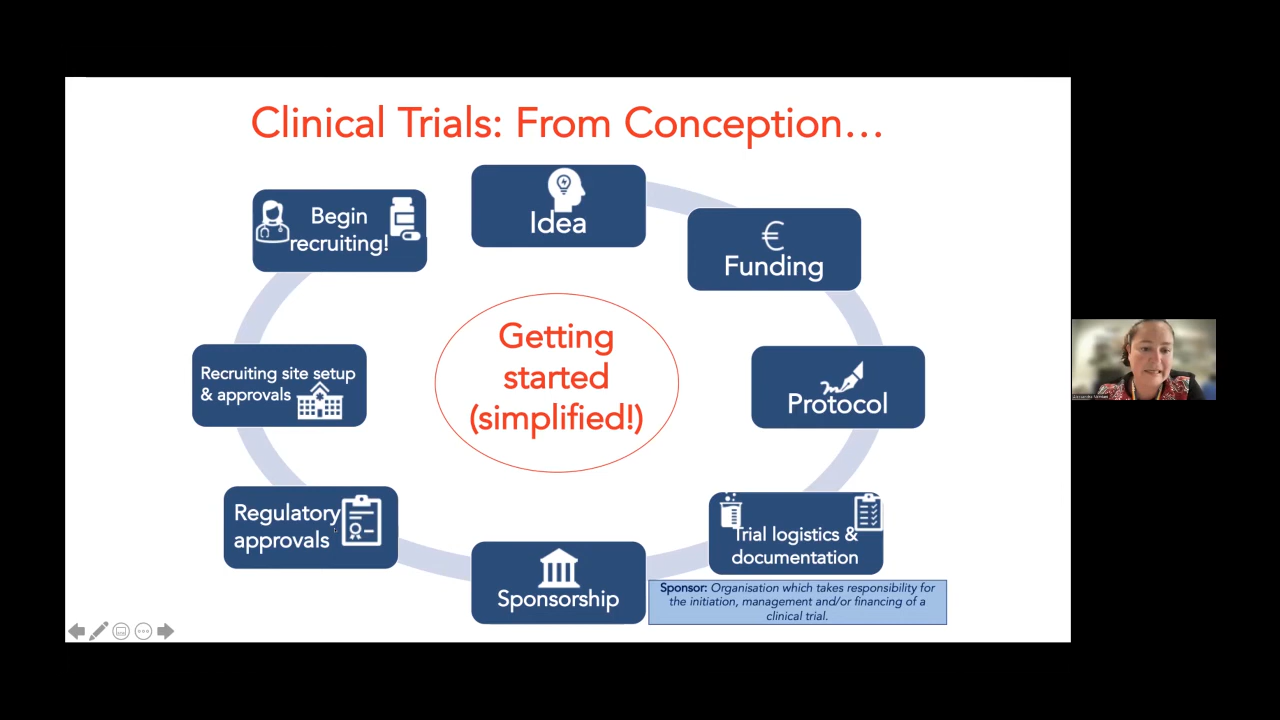 Clinical Trials: From Conception…
Idea
€
Funding
Protocol
Trial logistics &
documentation
Sponsor: Organisation which takes responsibility for
the initiation, management and/or financing of a
clinical trial.
Sponsorship
Regulatory
approvals
Recruiting site setup
& approvals
Begin
recruiting!
Getting
started
(simplified!)